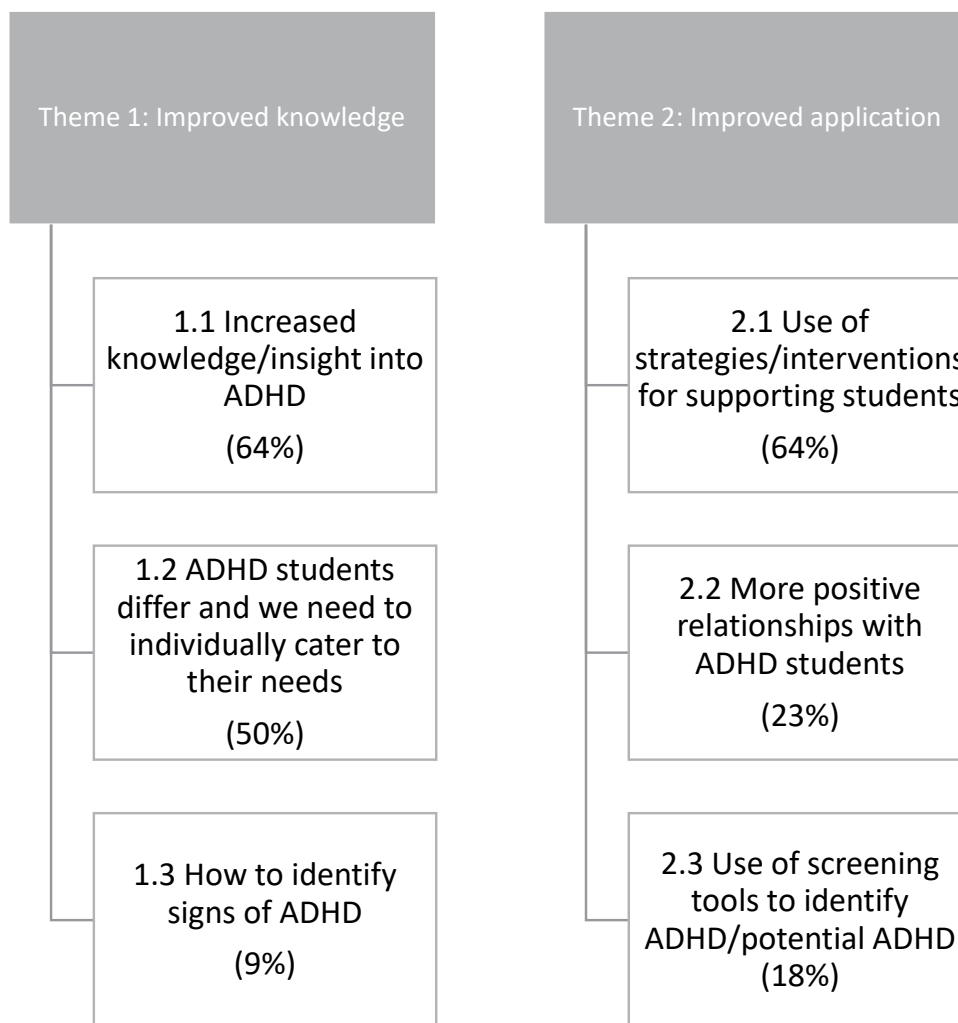 Theme 1: Improved knowledge
1.1 Increased
knowledge/insight into
ADHD
(64%)
1.2 ADHD students
differ and we need to
individually cater to
their needs
(50%)
1.3 How to identify
signs of ADHD
(9%)
Theme 2: Improved application
2.1 Use of
strategies/interventions
for supporting students
(64%)
2.2 More positive
relationships with
ADHD students
(23%)
2.3 Use of screening
tools to identify
ADHD/potential ADHD
(18%)